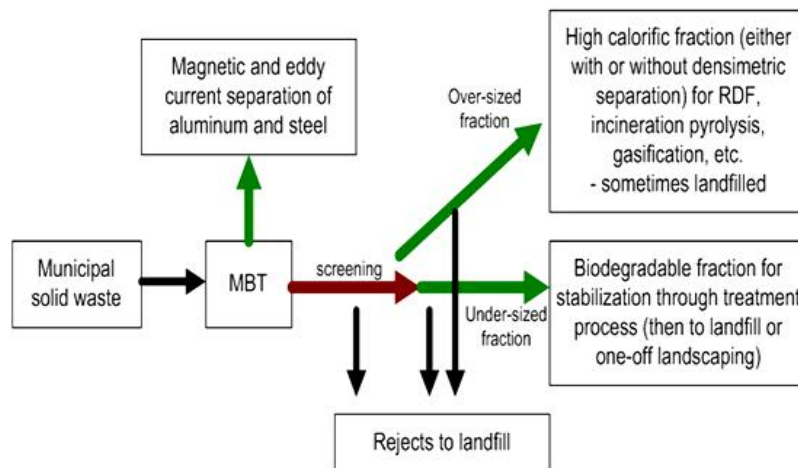 Magnetic and eddy
current separation of
aluminum and steel
High calorific fraction (either
with or without densimetric
separation) for RDF,
incineration pyrolysis,
gasification, etc.
- sometimes landfilled
Over-sized
fraction
Municipal
solid waste
MBT
screening
Under-sized
fraction
Biodegradable fraction for
stabilization through treatment
process (then to landfill or
one-off landscaping)
Rejects to landfill